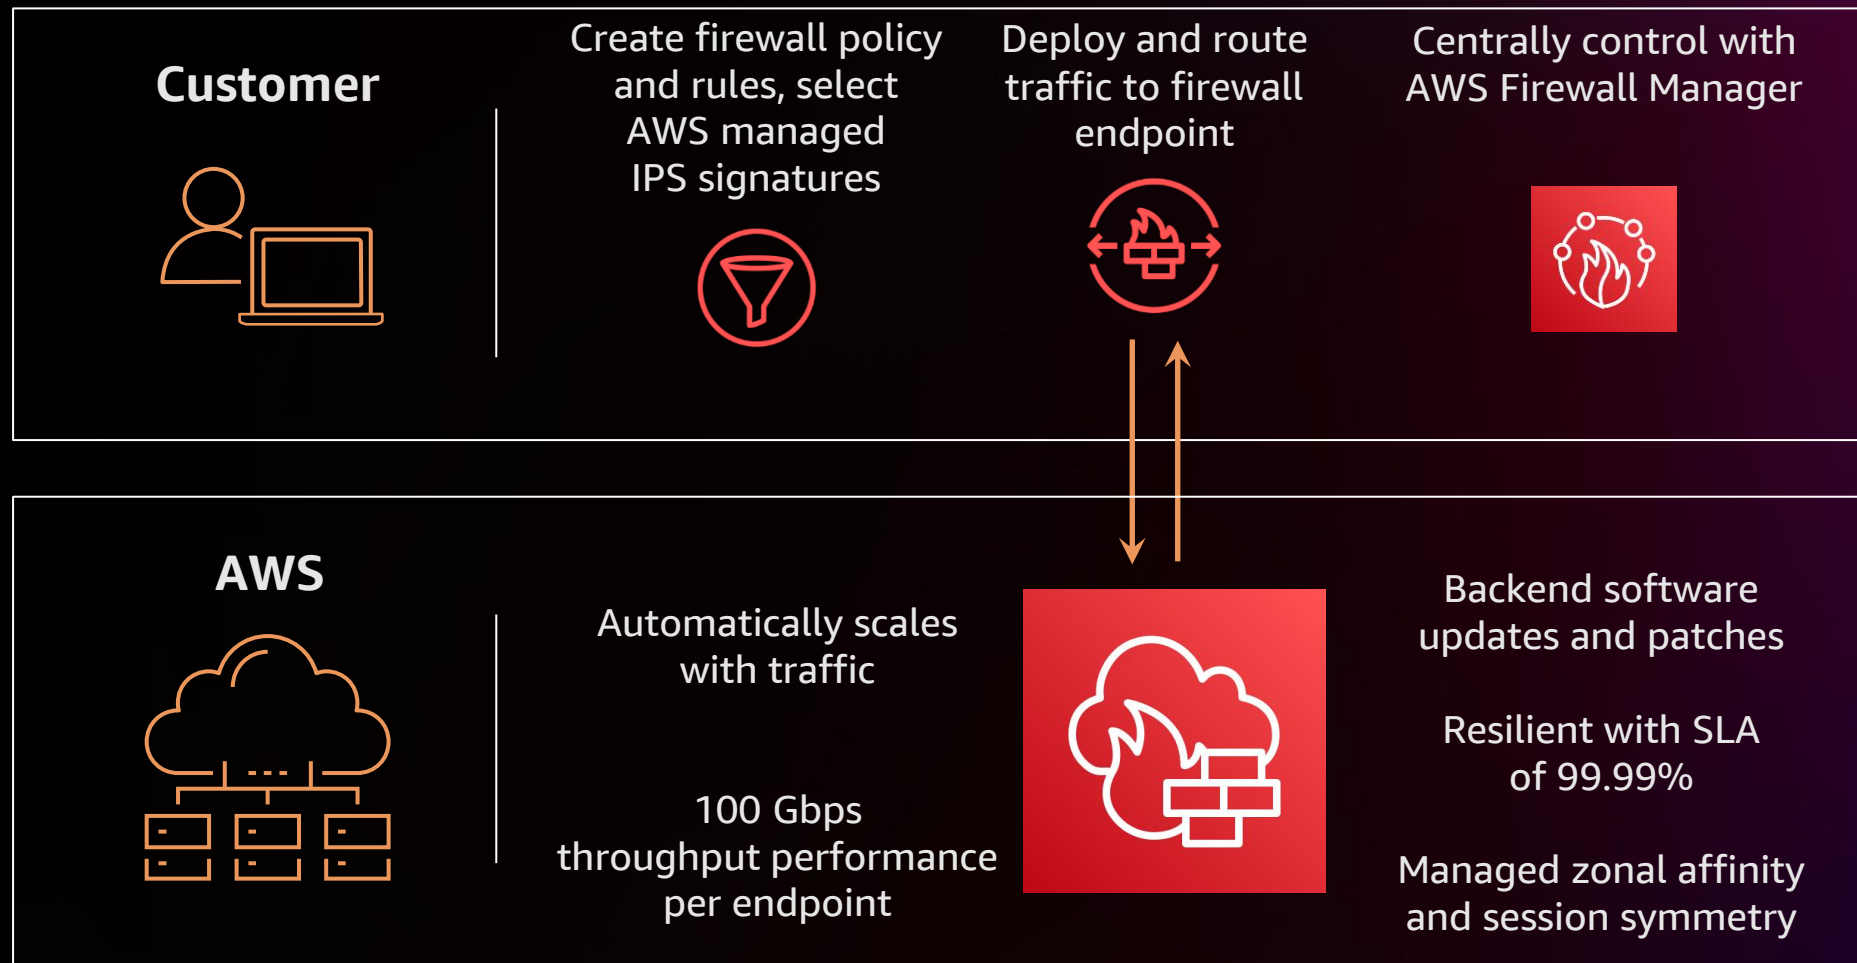 Customer
Create firewall policy
and rules, select
AWS managed
IPS signatures
Deploy and route
traffic to firewall
endpoint
Centrally control with
AWS Firewall Manager
AWS
Automatically scales
with traffic
100 Gbps
throughput performance
per endpoint
Backend software
updates and patches
Resilient with SLA
of 99.99%
Managed zonal affinity
and session symmetry